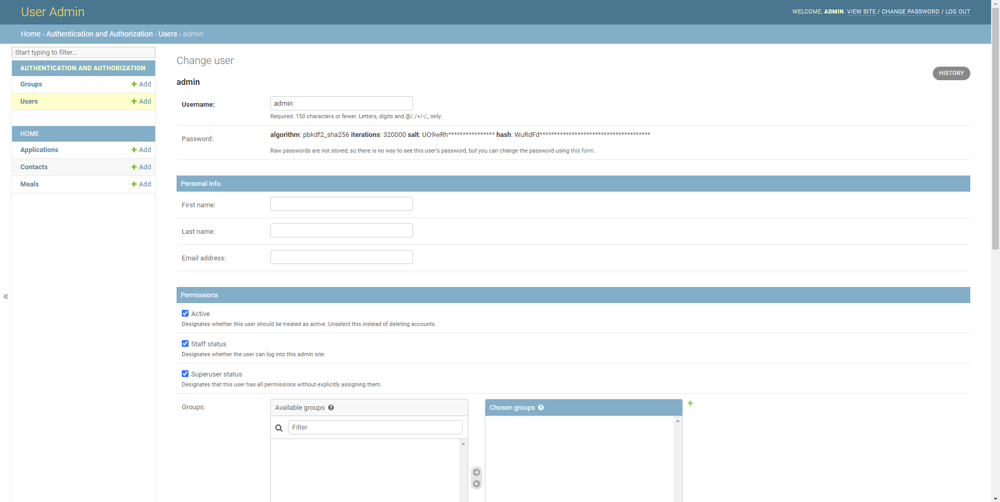 User Admin
WELCOME, ADMIN. VIEW SITE / CHANGE PASSWORD / LOG OUT
Home › Authentication and Authorization › Users › admin
Start typing to filter...
AUTHENTICATION AND AUTHORIZATION
Groups + Add
Users + Add
HOME
Applications + Add
Contacts + Add
Meals + Add
«
Change user
HISTORY
admin
Username: admin
Required. 150 characters or fewer. Letters, digits and @/./+/-/_ only.
Password: algorithm: pbkdf2_sha256 iterations: 320000 salt: UO9wRh**************** hash: WuRdFd**************************************
Raw passwords are not stored, so there is no way to see this user's password, but you can change the password using this form.
Personal info
First name:
Last name:
Email address:
Permissions
Active
Designates whether this user should be treated as active. Unselect this instead of deleting accounts.
Staff status
Designates whether the user can log into this admin site.
Superuser status
Designates that this user has all permissions without explicitly assigning them.
Groups:
Available groups ?
Filter
Chosen groups ?